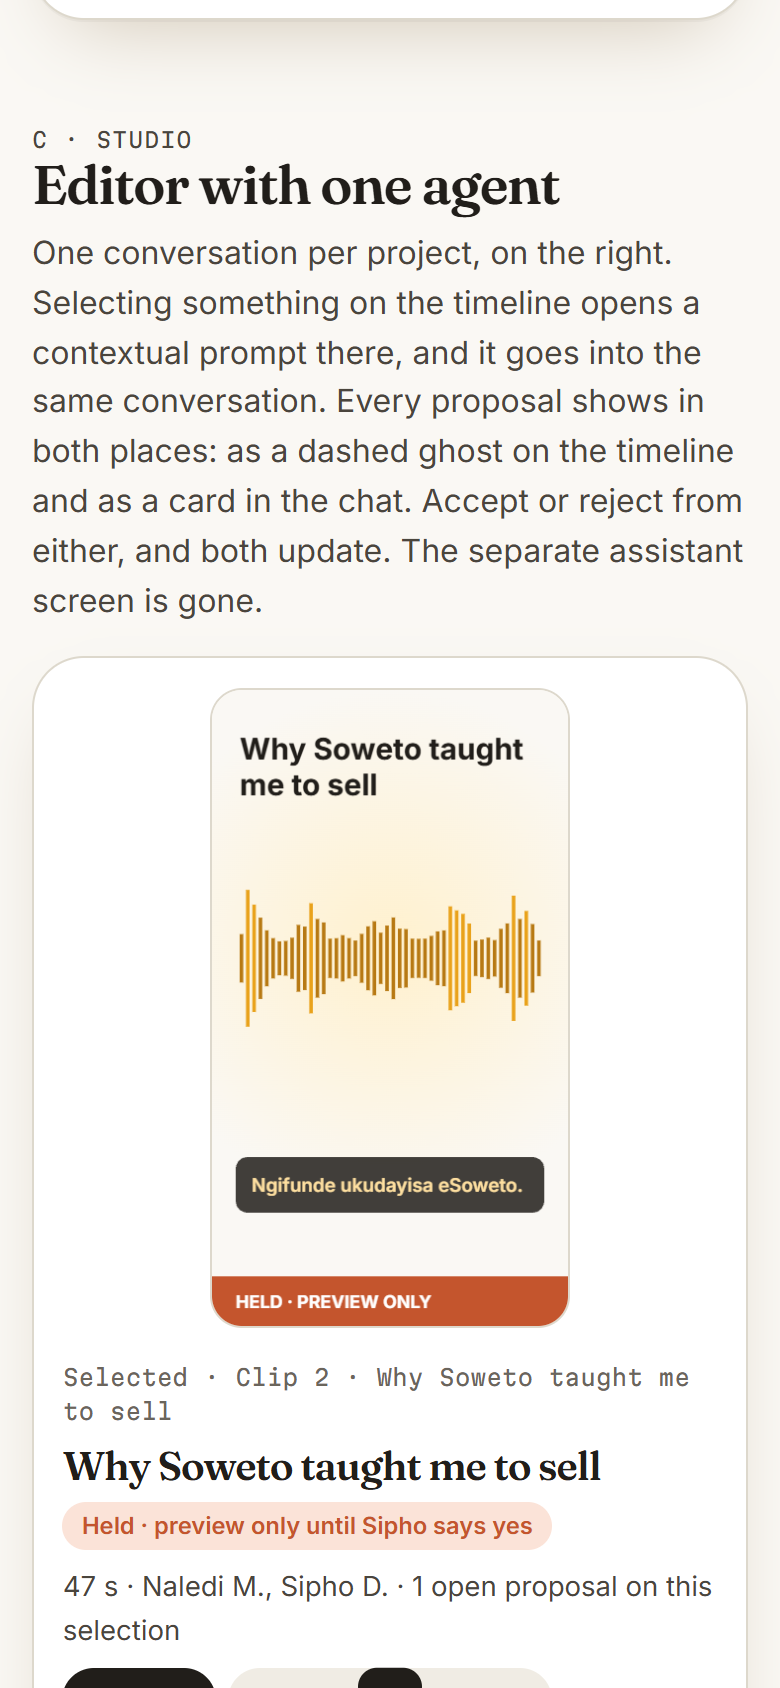 C · STUDIO
Editor with one agent
One conversation per project, on the right.
Selecting something on the timeline opens a
contextual prompt there, and it goes into the
same conversation. Every proposal shows in
both places: as a dashed ghost on the timeline
and as a card in the chat. Accept or reject from
either, and both update. The separate assistant
screen is gone.
Why Soweto taught
me to sell
Ngifunde ukudayisa eSoweto.
HELD · PREVIEW ONLY
Selected · Clip 2 · Why Soweto taught me
to sell
Why Soweto taught me to sell
Held · preview only until Sipho says yes
47 s · Naledi M., Sipho D. · 1 open proposal on this
selection